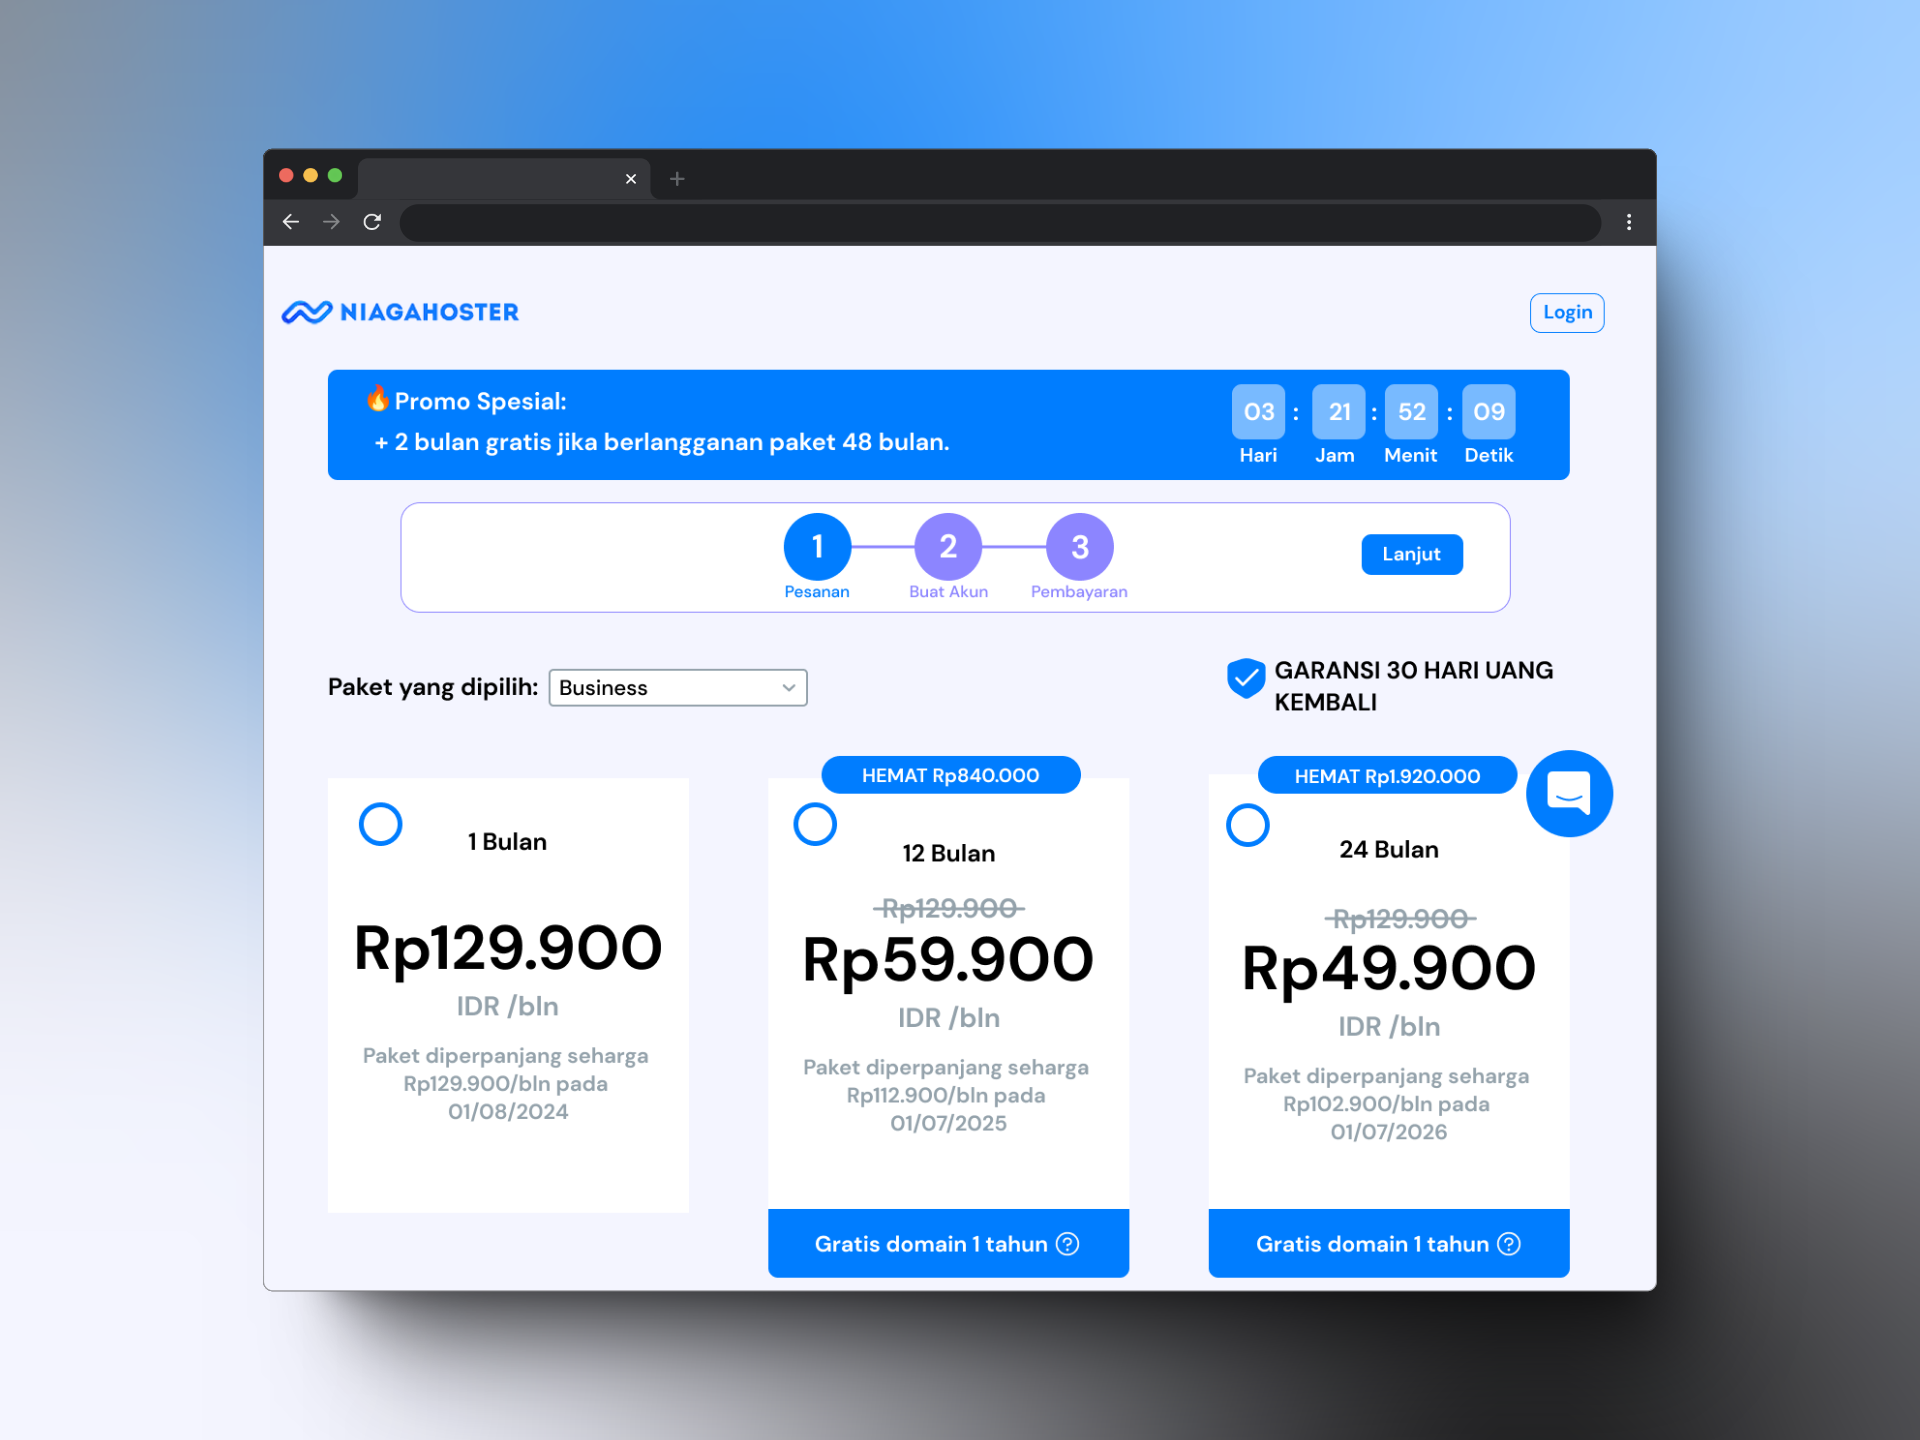 NIAGAHOSTER
Login
🔥Promo Spesial:
+ 2 bulan gratis jika berlangganan paket 48 bulan.
03 : 21 : 52 : 09
Hari Jam Menit Detik
1 2 3
Pesanan Buat Akun Pembayaran
Lanjut
Paket yang dipilih: Business
GARANSI 30 HARI UANG
KEMBALI
1 Bulan
Rp129.900
IDR /bln
Paket diperpanjang seharga
Rp129.900/bln pada
01/08/2024
HEMAT Rp840.000
12 Bulan
Rp129.900
Rp59.900
IDR /bln
Paket diperpanjang seharga
Rp112.900/bln pada
01/07/2025
Gratis domain 1 tahun ?
HEMAT Rp1.920.000
24 Bulan
Rp129.900
Rp49.900
IDR /bln
Paket diperpanjang seharga
Rp102.900/bln pada
01/07/2026
Gratis domain 1 tahun ?